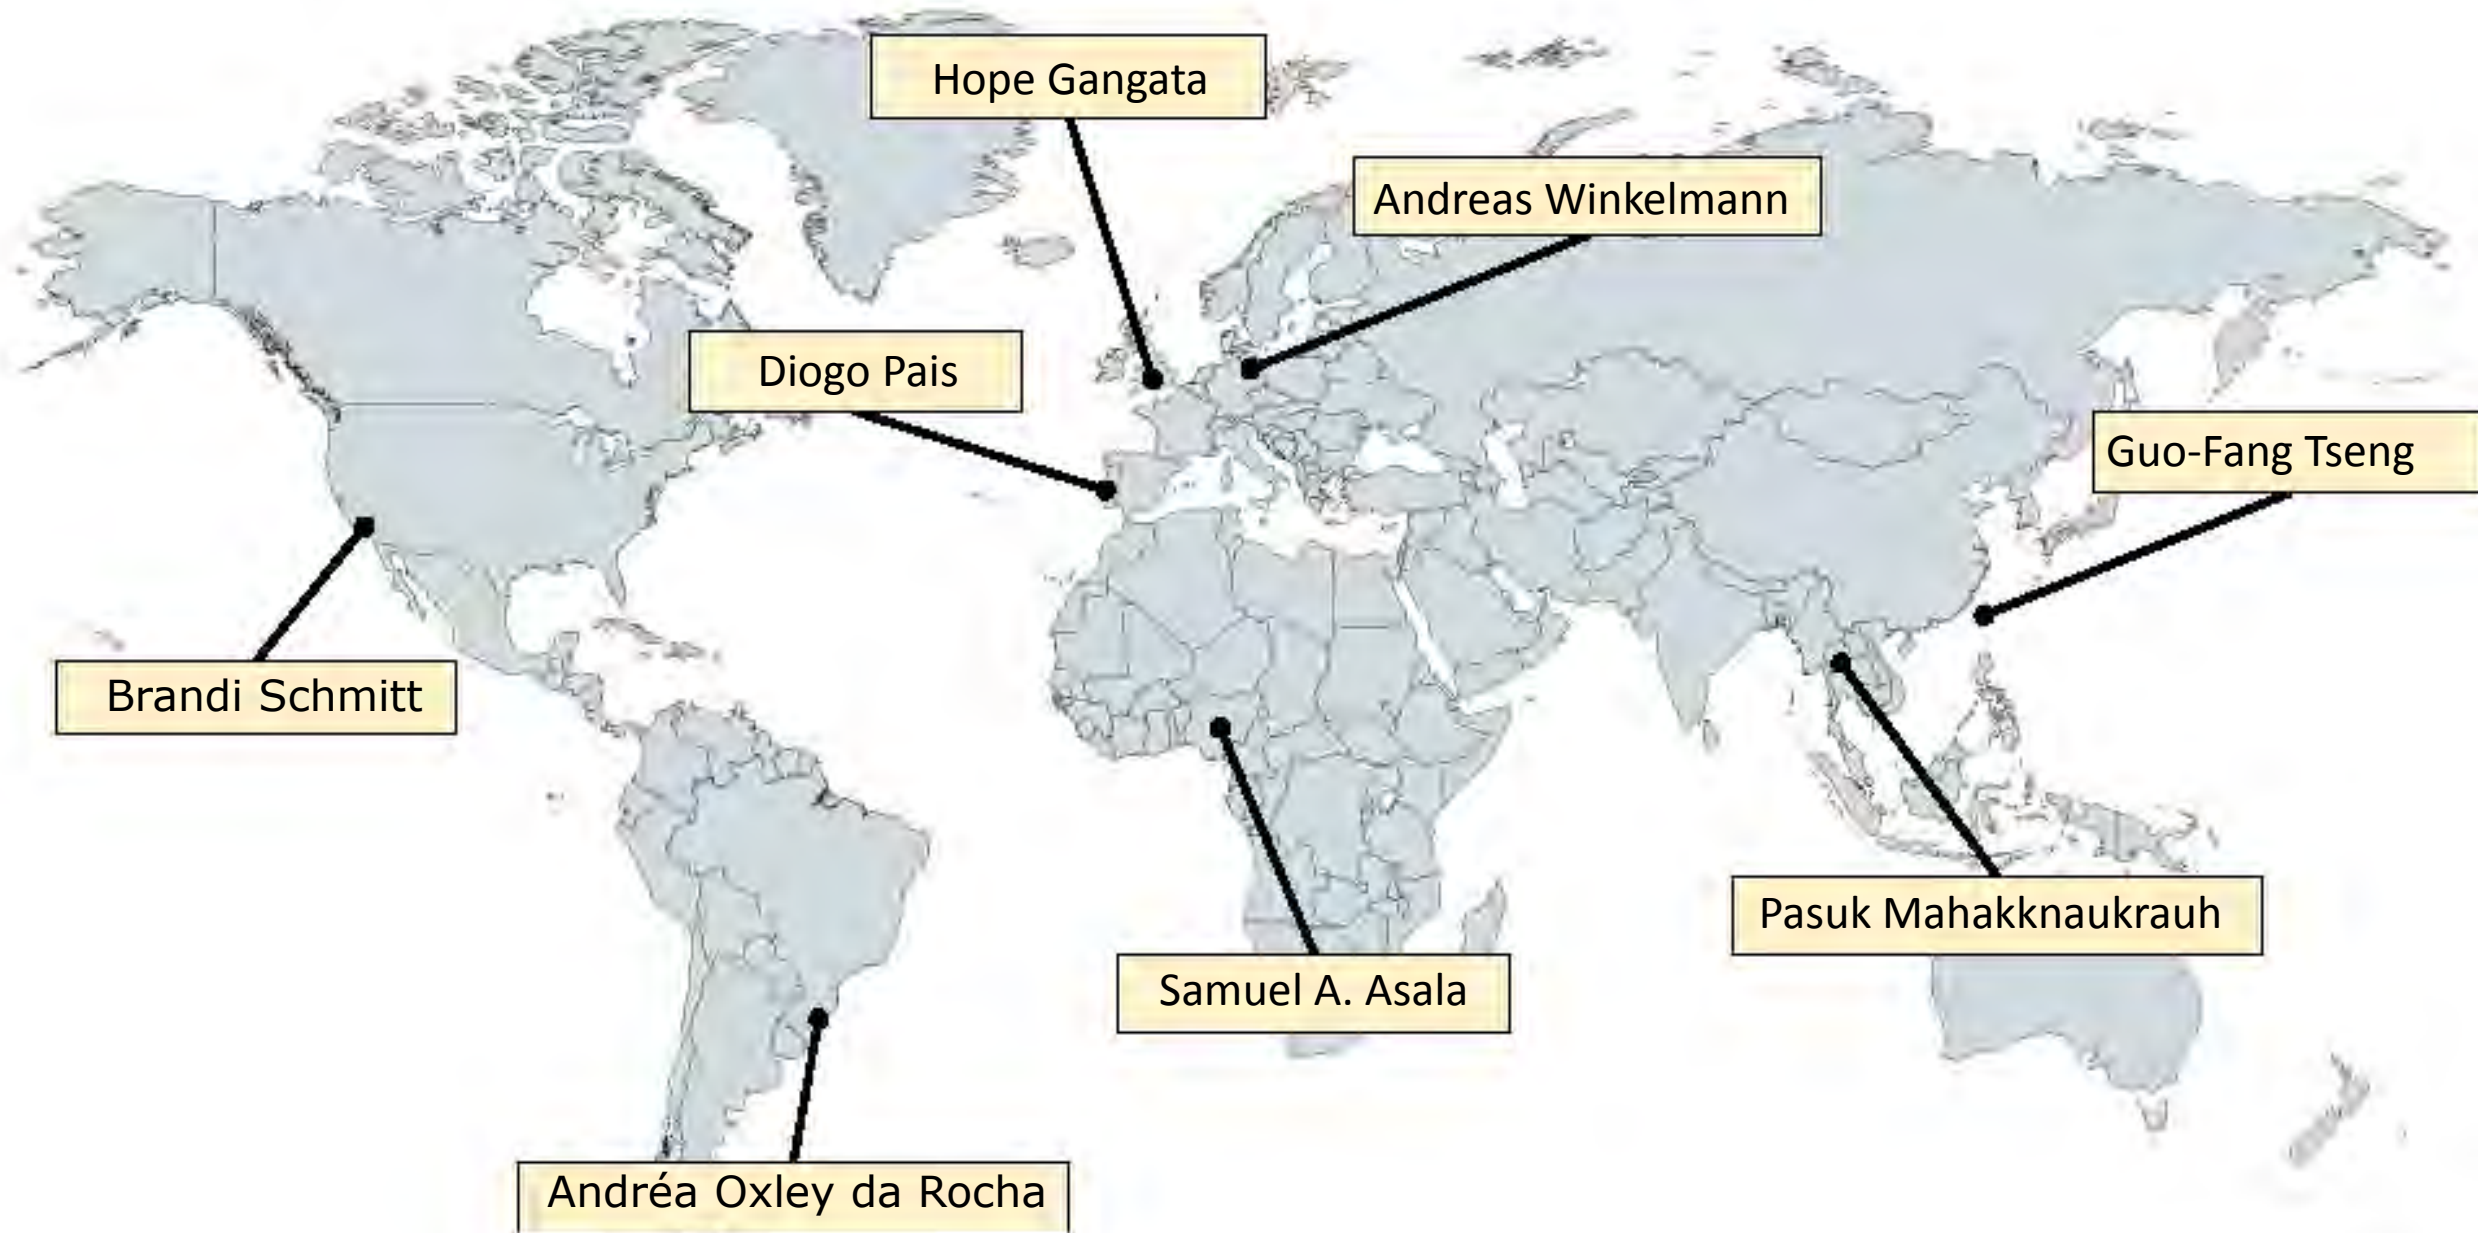 Hope Gangata
Andreas Winkelmann
Diogo Pais
Guo-Fang Tseng
Brandi Schmitt
Pasuk Mahakknaukrauh
Samuel A. Asala
Andréa Oxley da Rocha